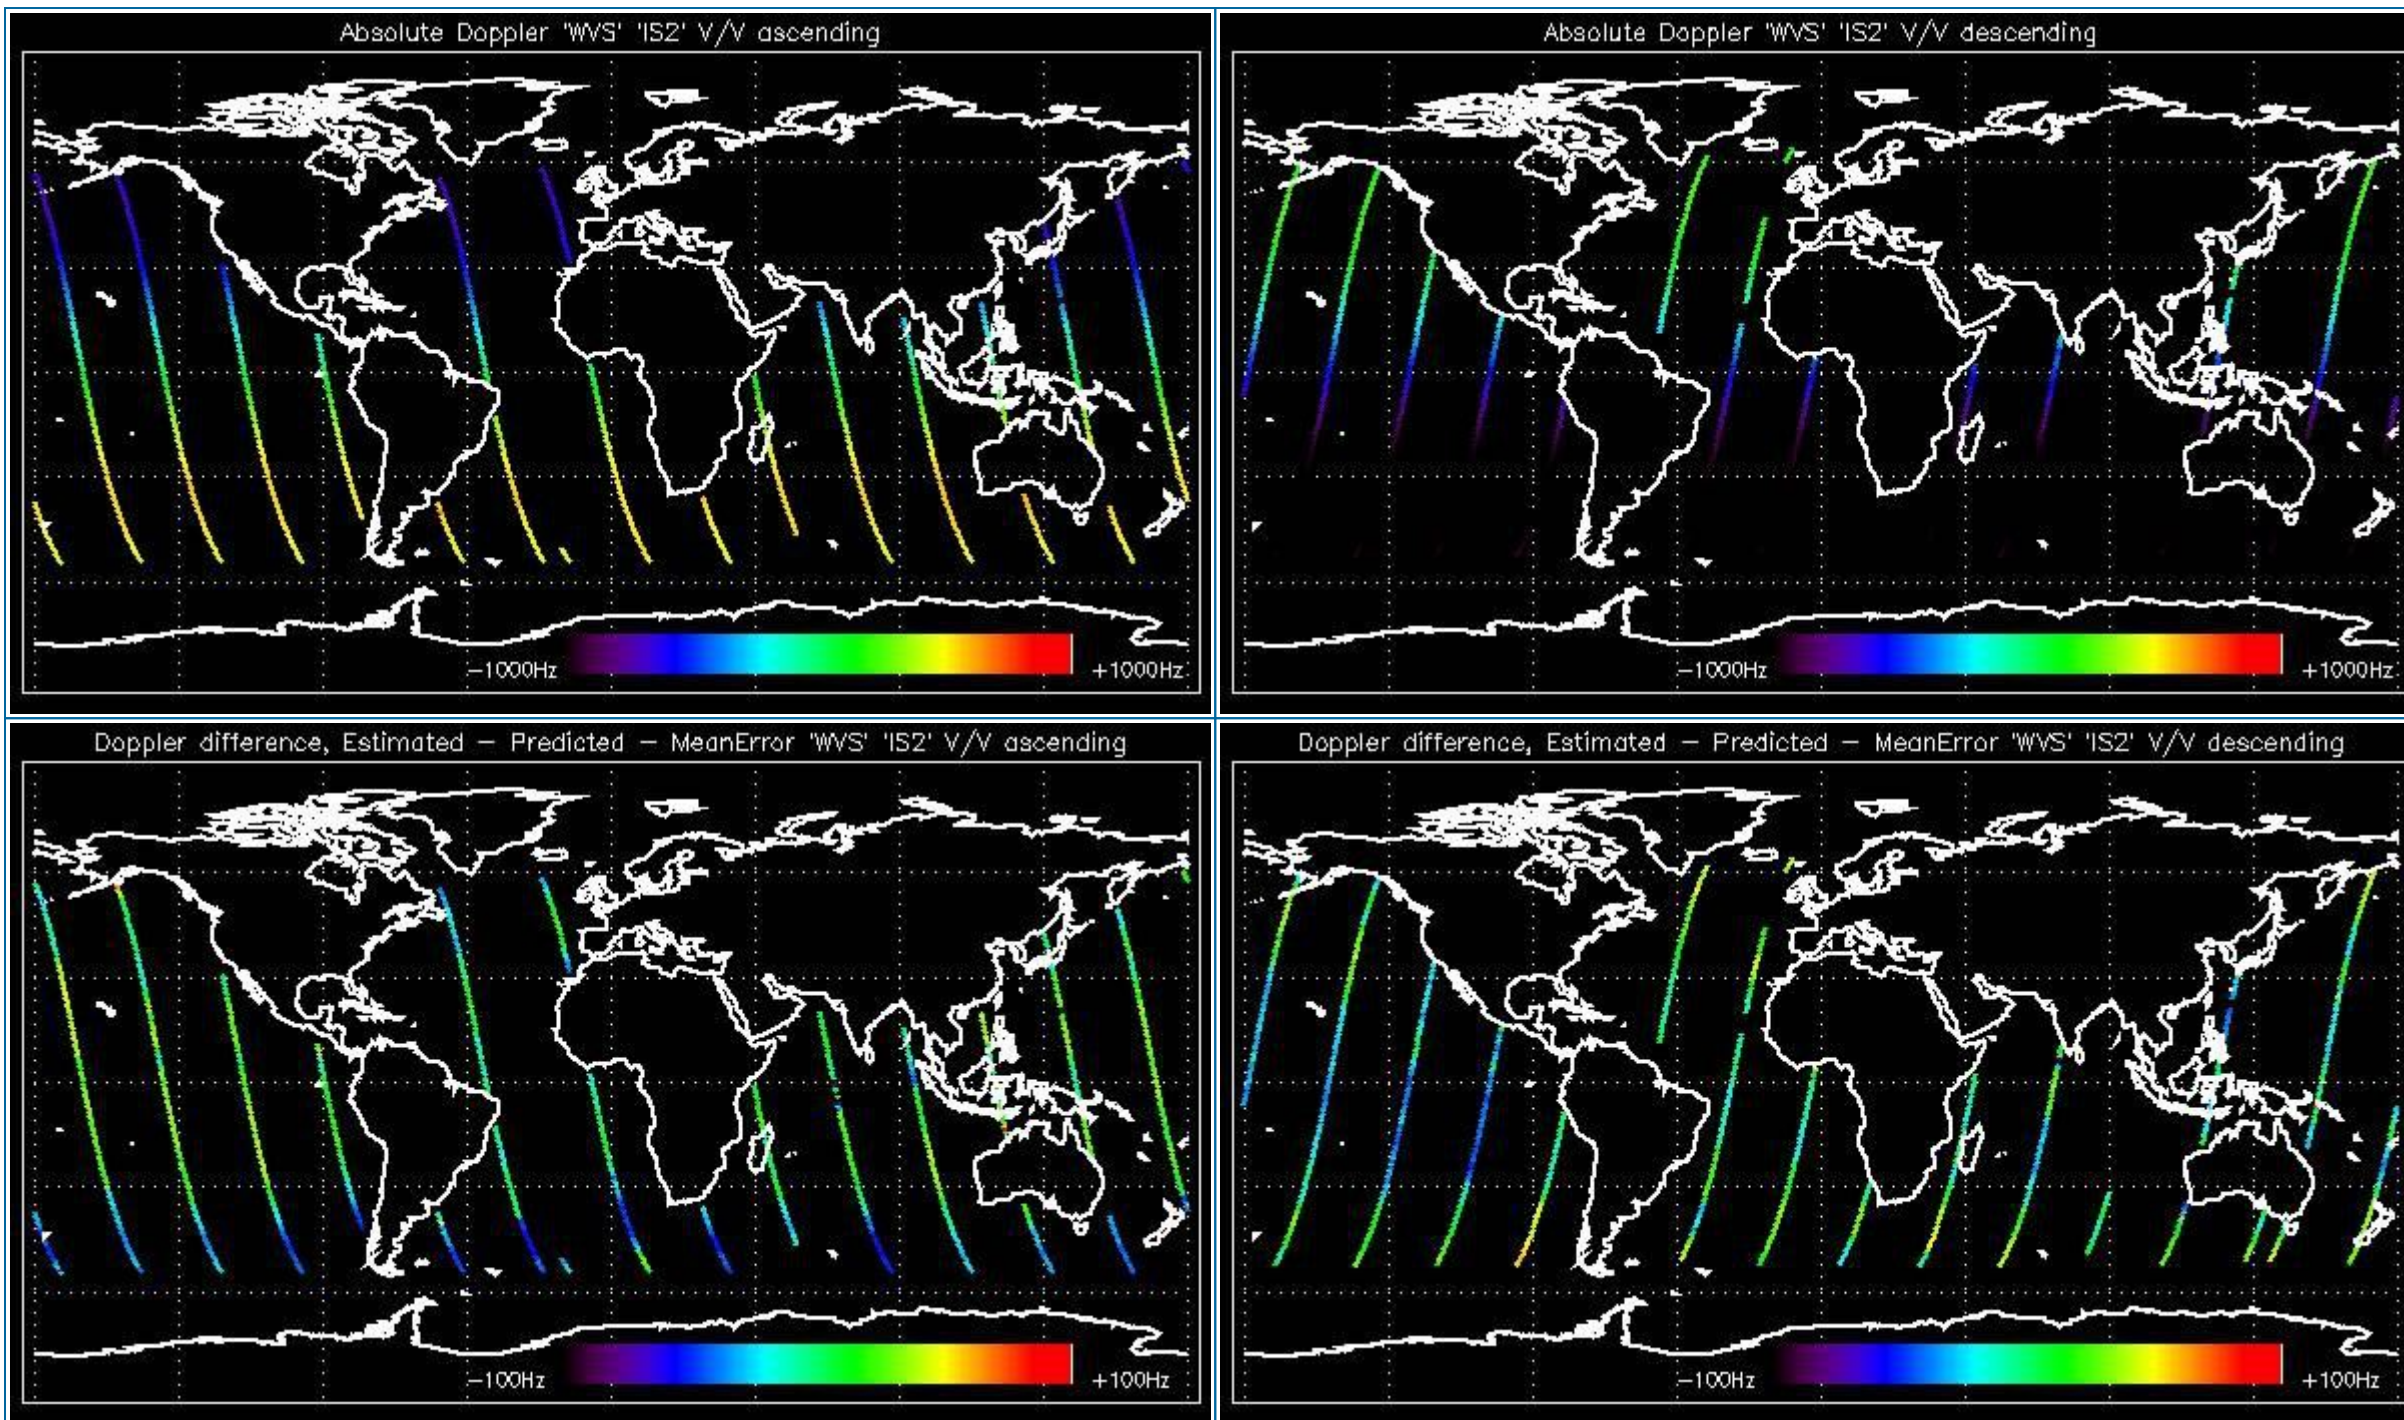 Absolute Doppler 'WVS' 'IS2' V/V ascending
-1000Hz
+1000Hz
Absolute Doppler 'WVS' 'IS2' V/V descending
-1000Hz
+1000Hz
Doppler difference, Estimated - Predicted - MeanError 'WVS' 'IS2' V/V ascending
-100Hz
+100Hz
Doppler difference, Estimated - Predicted - MeanError 'WVS' 'IS2' V/V descending
-100Hz
+100Hz